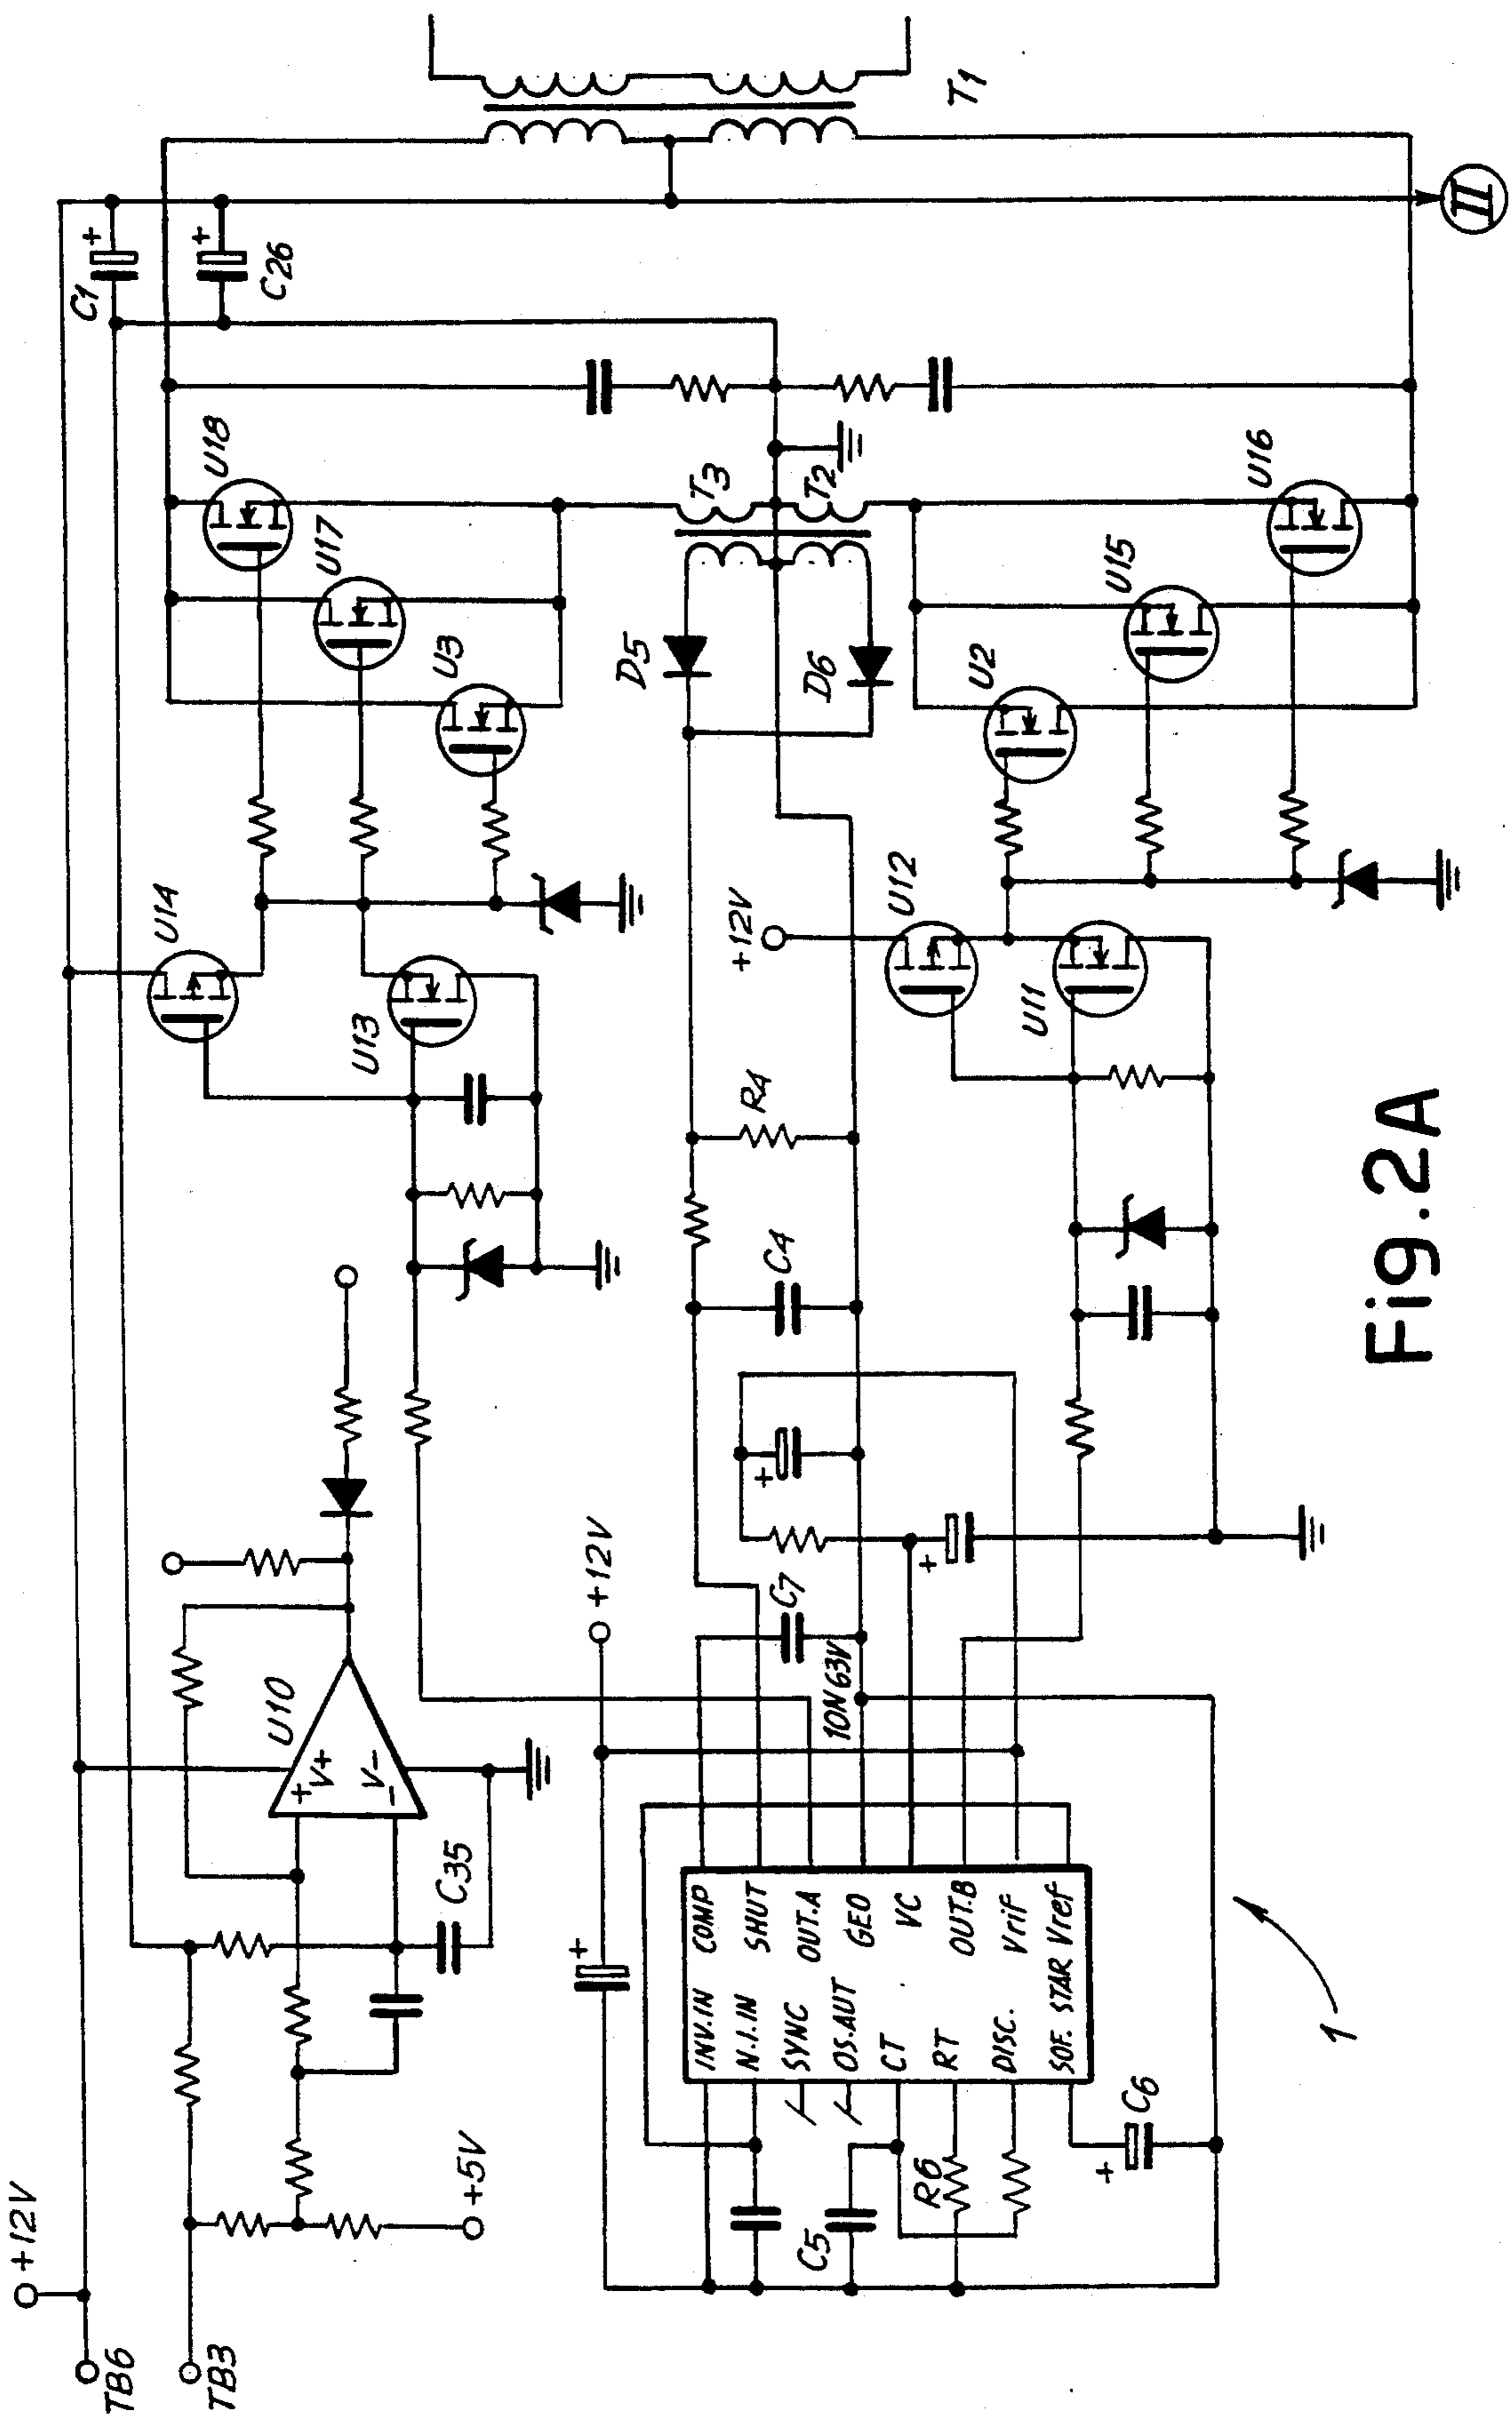 +12V
TB6
TB3
+5V
C35
U10
+
V+
V-
-
C1
+
C26
+
U14
U13
U18
U17
U3
T1
T3
T2
D5
D6
U2
U15
U16
+12V
U12
U11
R4
C4
+
+
C7
10N63V
+12V
+
INV.IN
COMP
N.I.IN
SHUT
SYNC
OUT.A
OS.AUT
GEO
CT
VC
RT
OUT.B
DISC.
Vrif
SOF. STAR
Vref
C5
R6
+
C6
1
II
Fig.2A